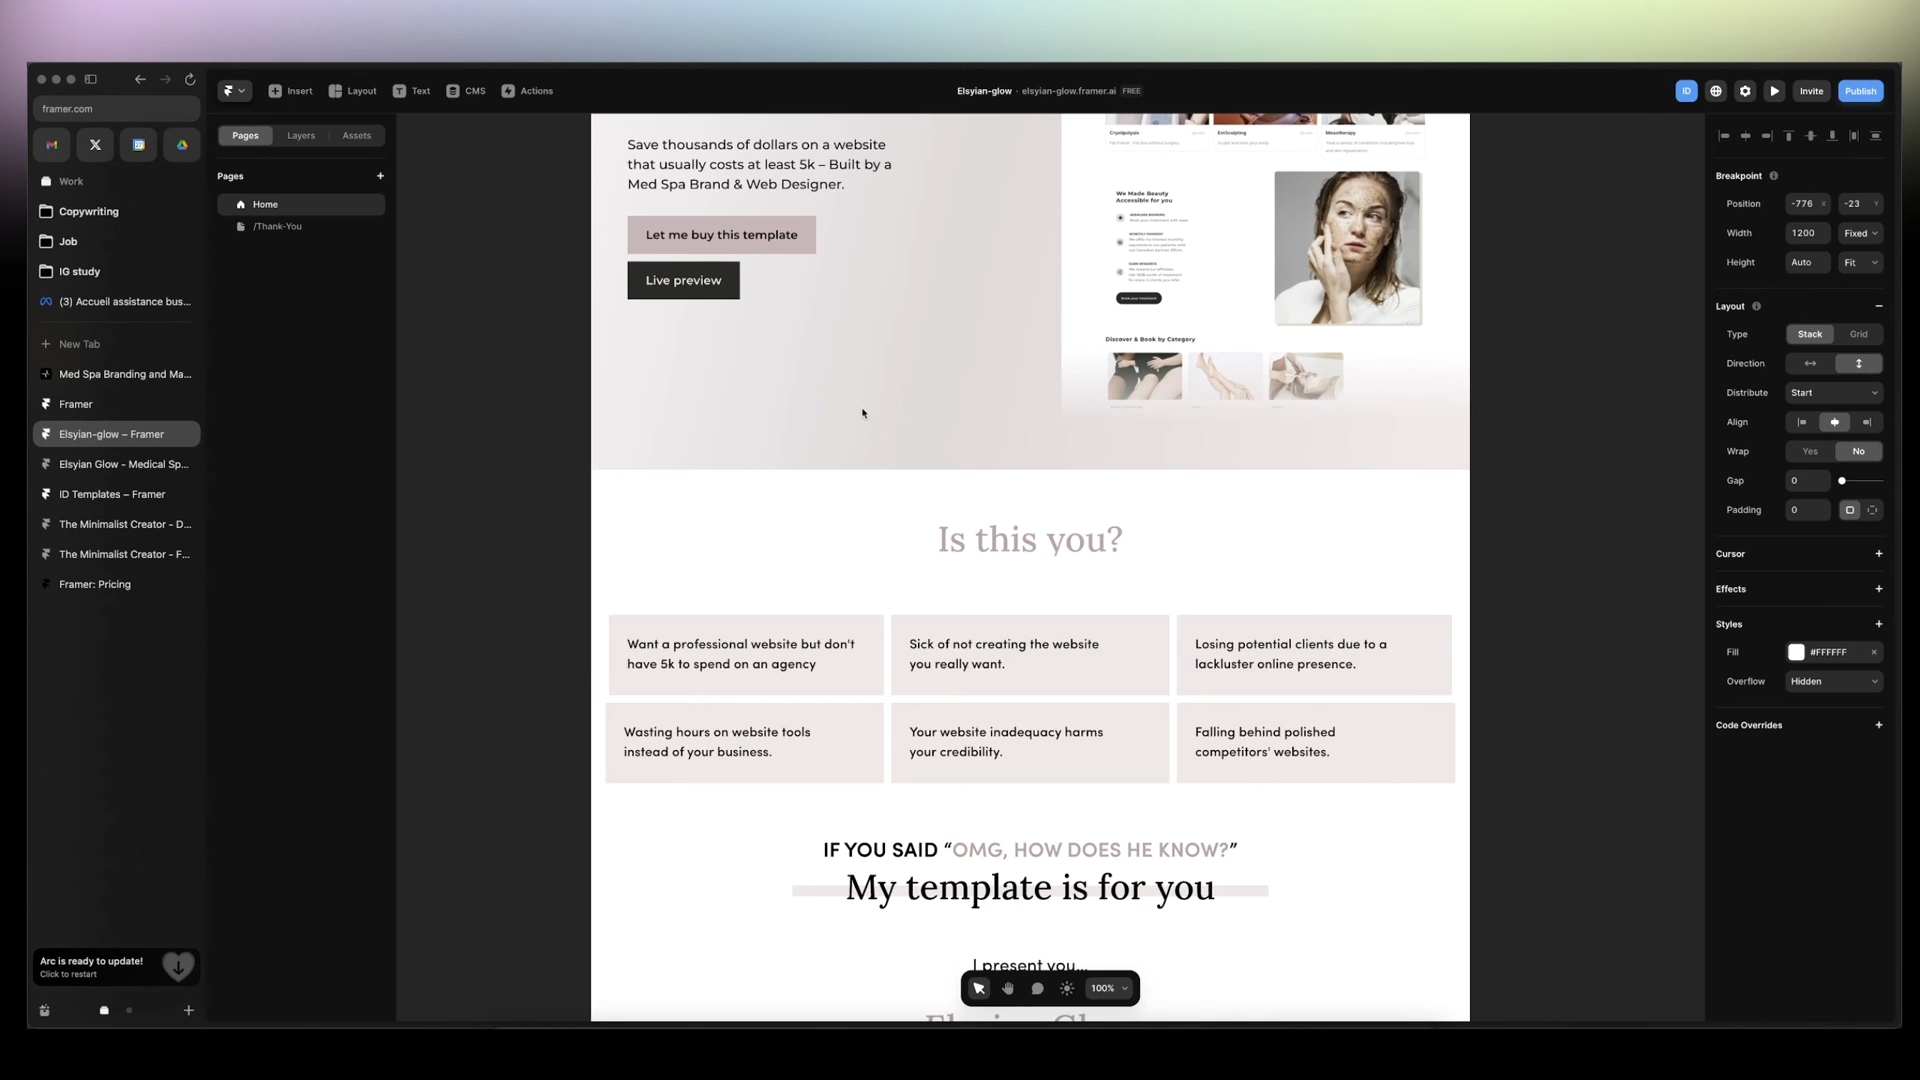 framer.com
Work
Copywriting
Job
IG study
(3) Accueil assistance bus...
New Tab
Med Spa Branding and Ma...
Framer
Elsyian-glow – Framer
Elsyian Glow - Medical Sp...
ID Templates – Framer
The Minimalist Creator - D...
The Minimalist Creator - F...
Framer: Pricing
Arc is ready to update!
Click to restart
Insert
Layout
Text
CMS
Actions
Elsyian-glow · elsyian-glow.framer.ai FREE
ID
Invite
Publish
Pages
Layers
Assets
Pages
Home
/Thank-You
Save thousands of dollars on a website
that usually costs at least 5k – Built by a
Med Spa Brand & Web Designer.
Let me buy this template
Live preview
Cryolipolysis
EmSculpting
Mesotherapy
We Made Beauty
Accessible for you
Discover & Book by Category
Is this you?
Want a professional website but don't
have 5k to spend on an agency
Sick of not creating the website
you really want.
Losing potential clients due to a
lackluster online presence.
Wasting hours on website tools
instead of your business.
Your website inadequacy harms
your credibility.
Falling behind polished
competitors' websites.
IF YOU SAID “OMG, HOW DOES HE KNOW?”
My template is for you
I present you...
100%
Breakpoint
Position -776 X -23 Y
Width 1200 Fixed
Height Auto Fit
Layout
Type Stack Grid
Direction
Distribute Start
Align
Wrap Yes No
Gap 0
Padding 0
Cursor
Effects
Styles
Fill #FFFFFF
Overflow Hidden
Code Overrides